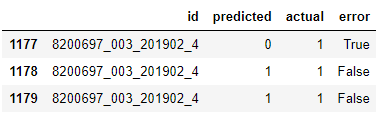 id predicted actual error
1177 8200697_003_201902_4 0 1 True
1178 8200697_003_201902_4 1 1 False
1179 8200697_003_201902_4 1 1 False